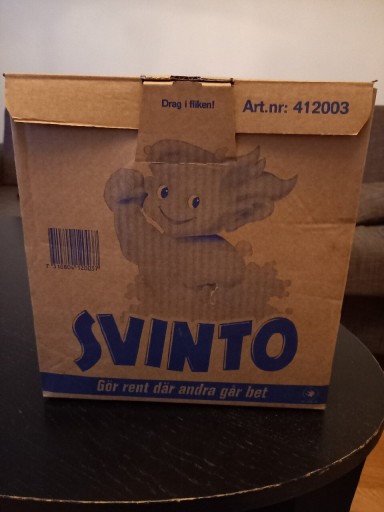 Drag i fliken!
Art.nr: 412003
SVINTO
Gör rent där andra går bet